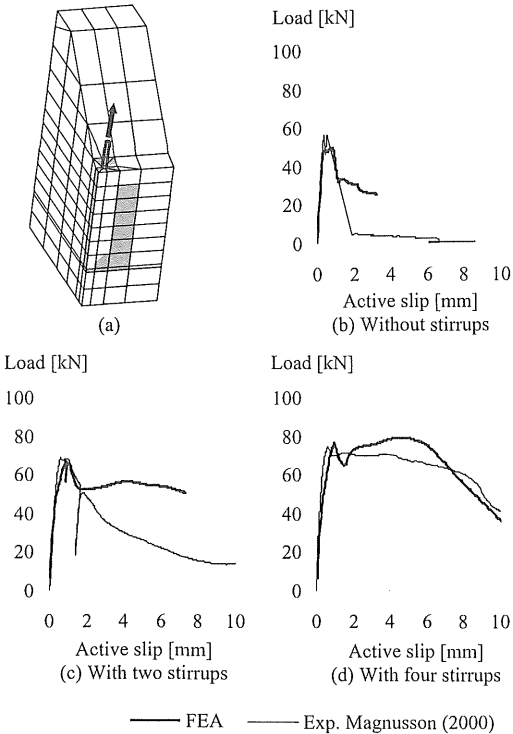 (a)
Load [kN]
100
80
60
40
20
0
0 2 4 6 8 10
Active slip [mm]
(b) Without stirrups
Load [kN]
100
80
60
40
20
0
0 2 4 6 8 10
Active slip [mm]
(c) With two stirrups
Load [kN]
100
80
60
40
20
0
0 2 4 6 8 10
Active slip [mm]
(d) With four stirrups
FEA
Exp. Magnusson (2000)